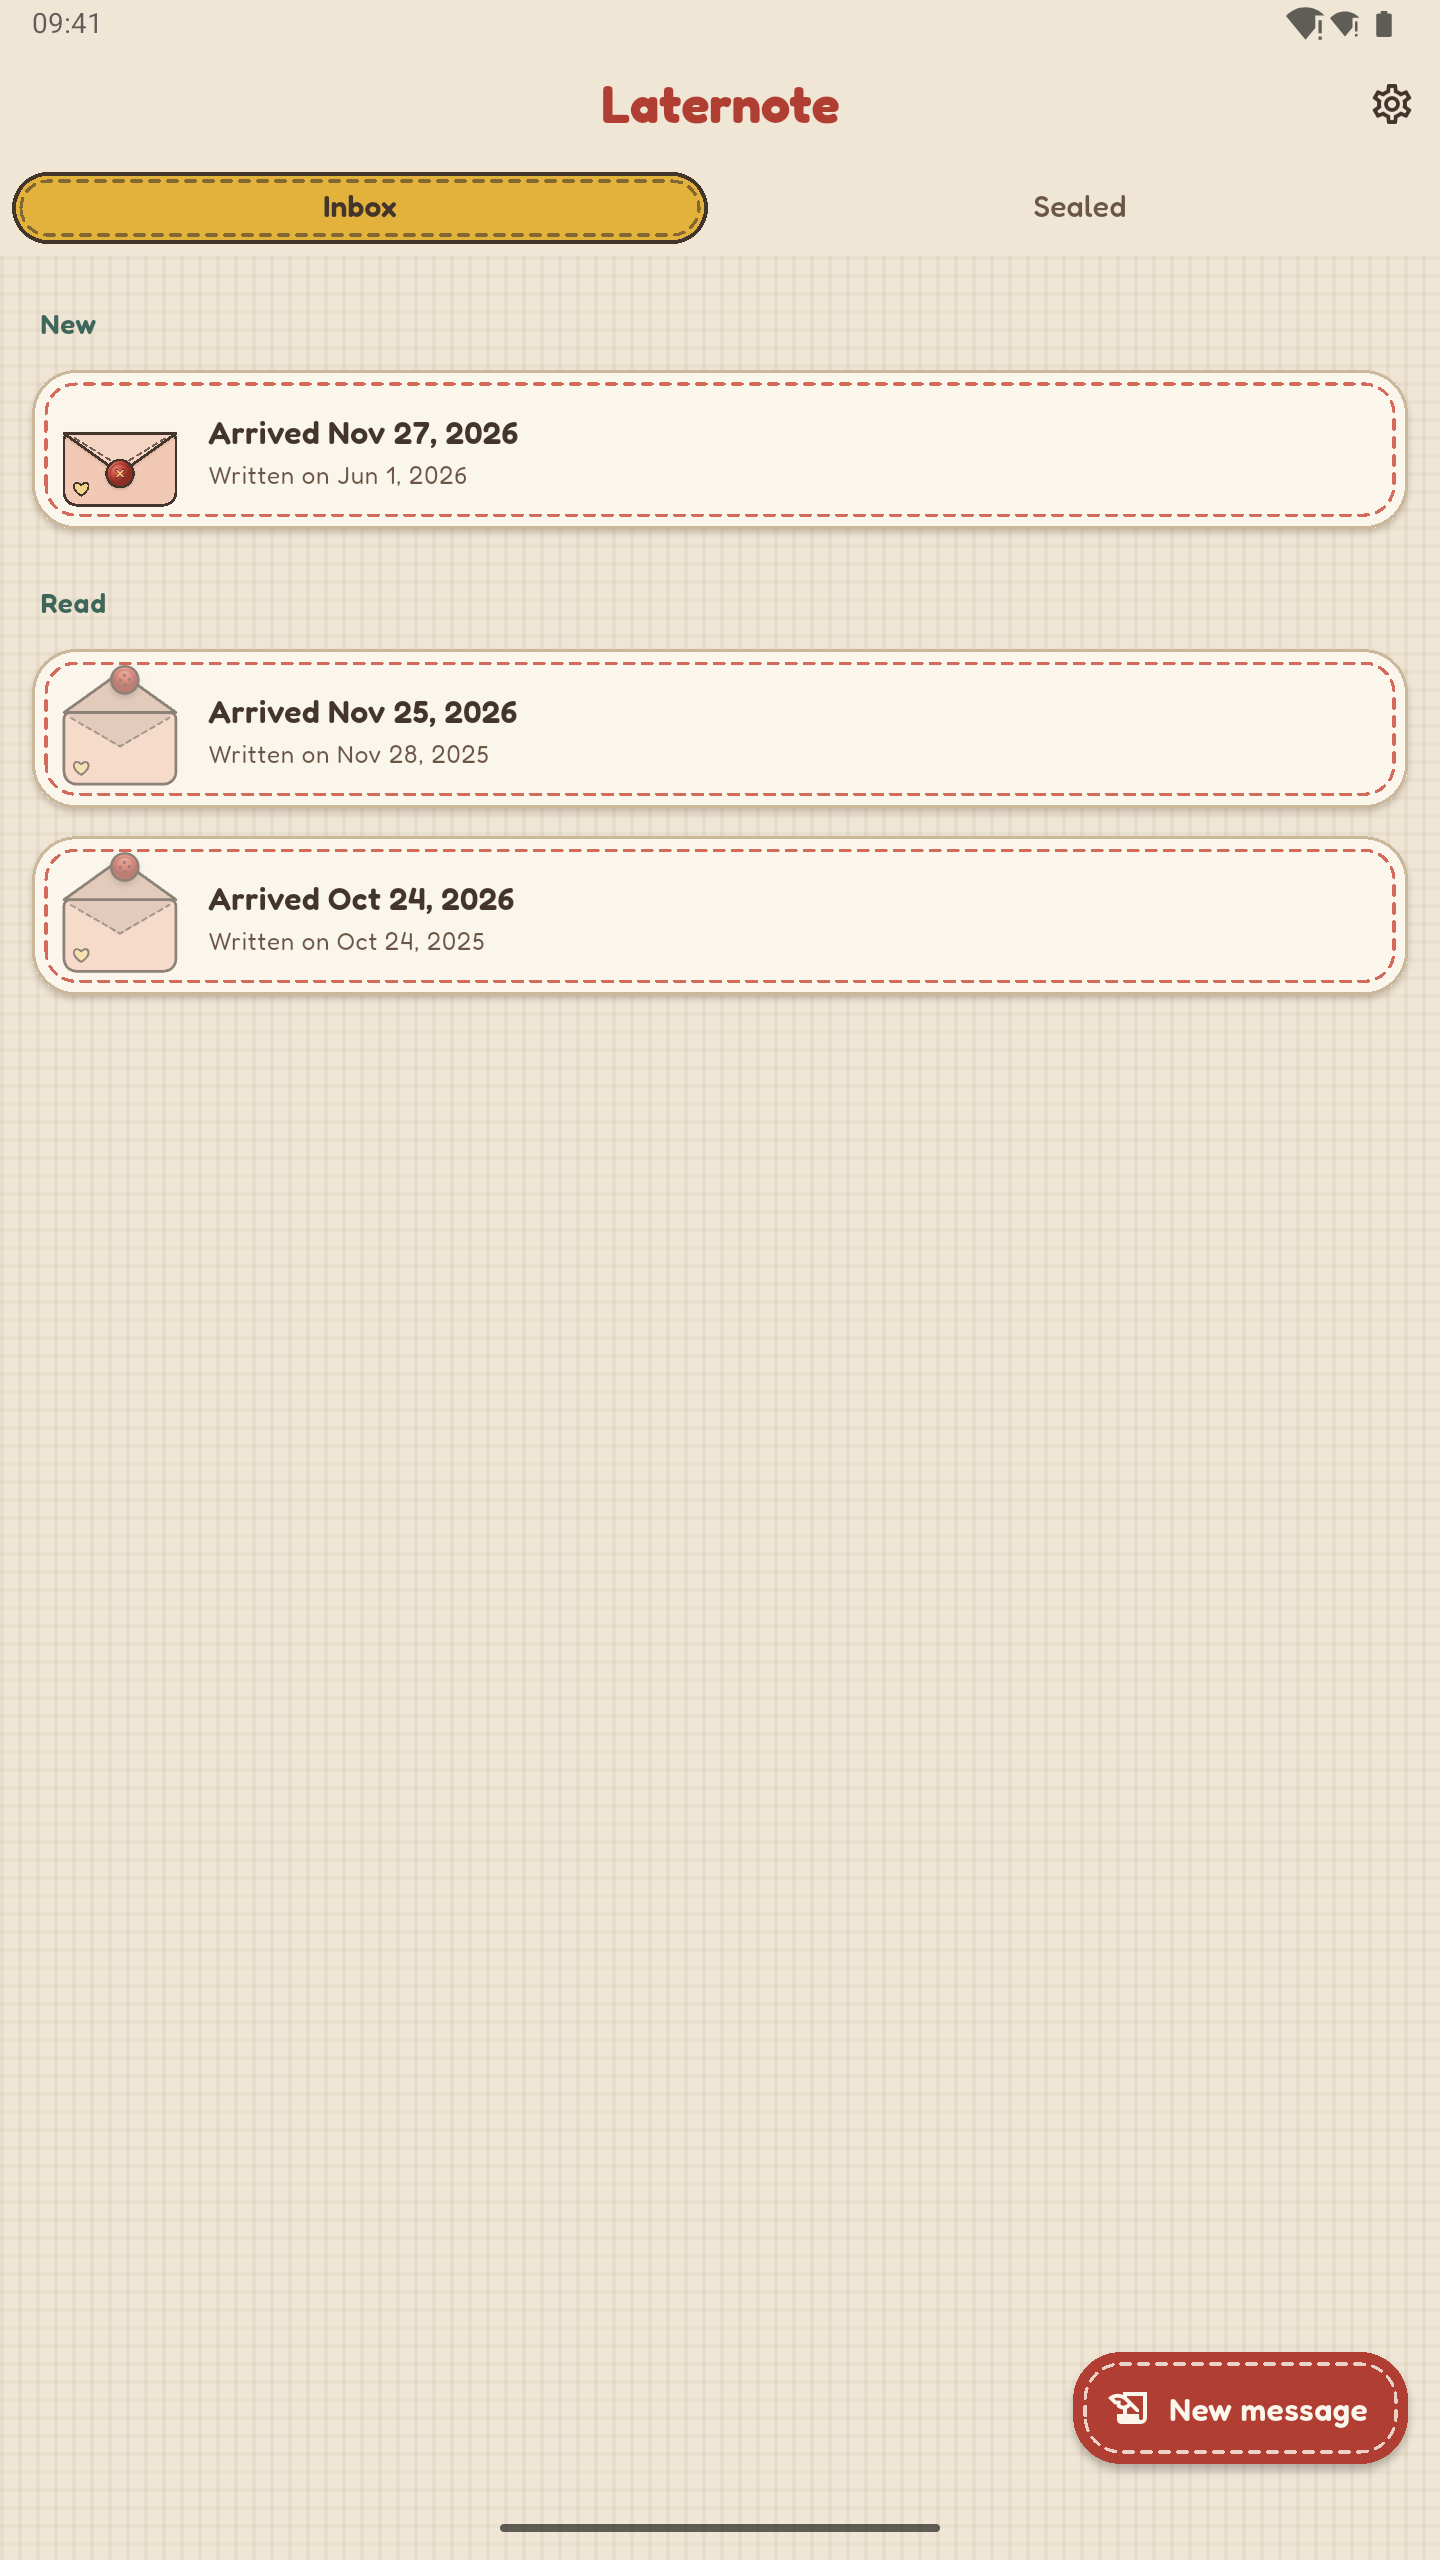 09:41
Laternote
Inbox
Sealed
New
Arrived Nov 27, 2026
Written on Jun 1, 2026
Read
Arrived Nov 25, 2026
Written on Nov 28, 2025
Arrived Oct 24, 2026
Written on Oct 24, 2025
New message